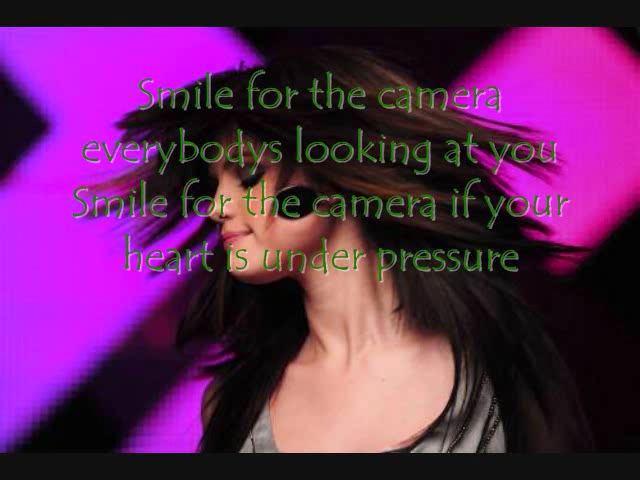 Smile for the camera
everybodys looking at you
Smile for the camera if your
heart is under pressure